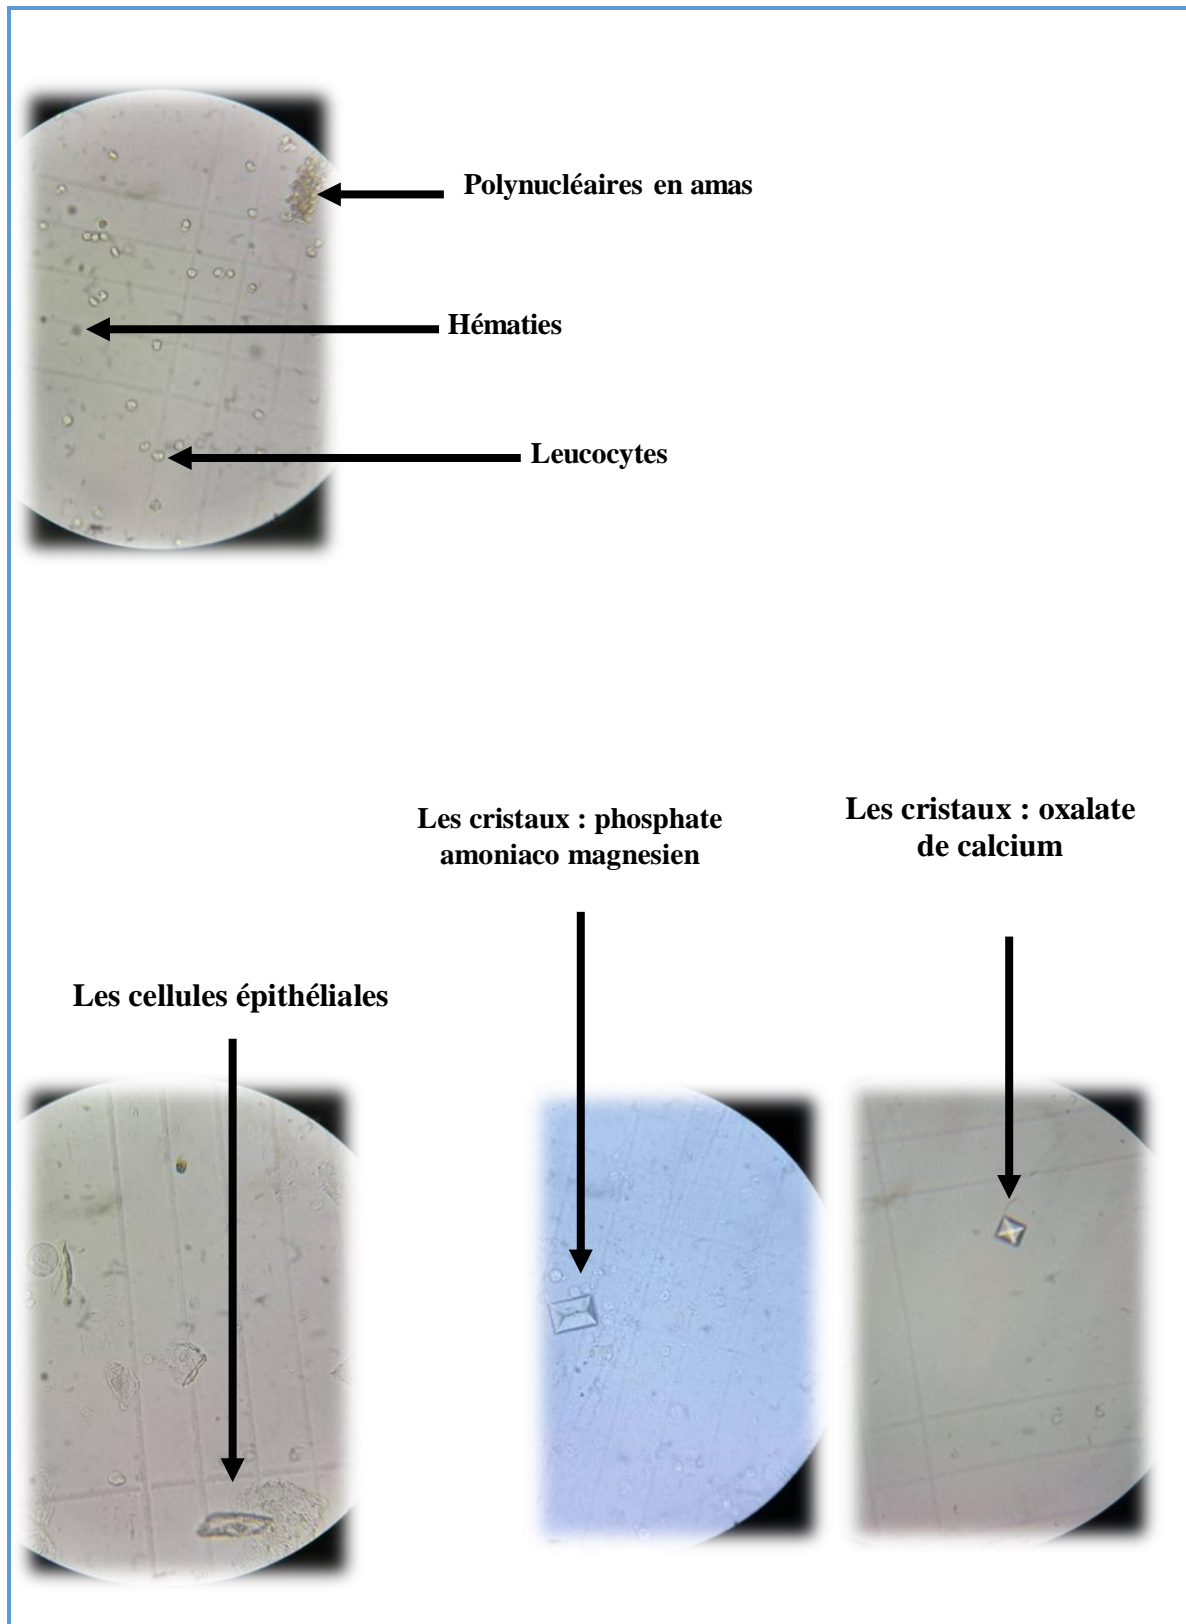 Polynucléaires en amas
Hématies
Leucocytes
Les cristaux : phosphate
amoniaco magnesien
Les cristaux : oxalate
de calcium
Les cellules épithéliales